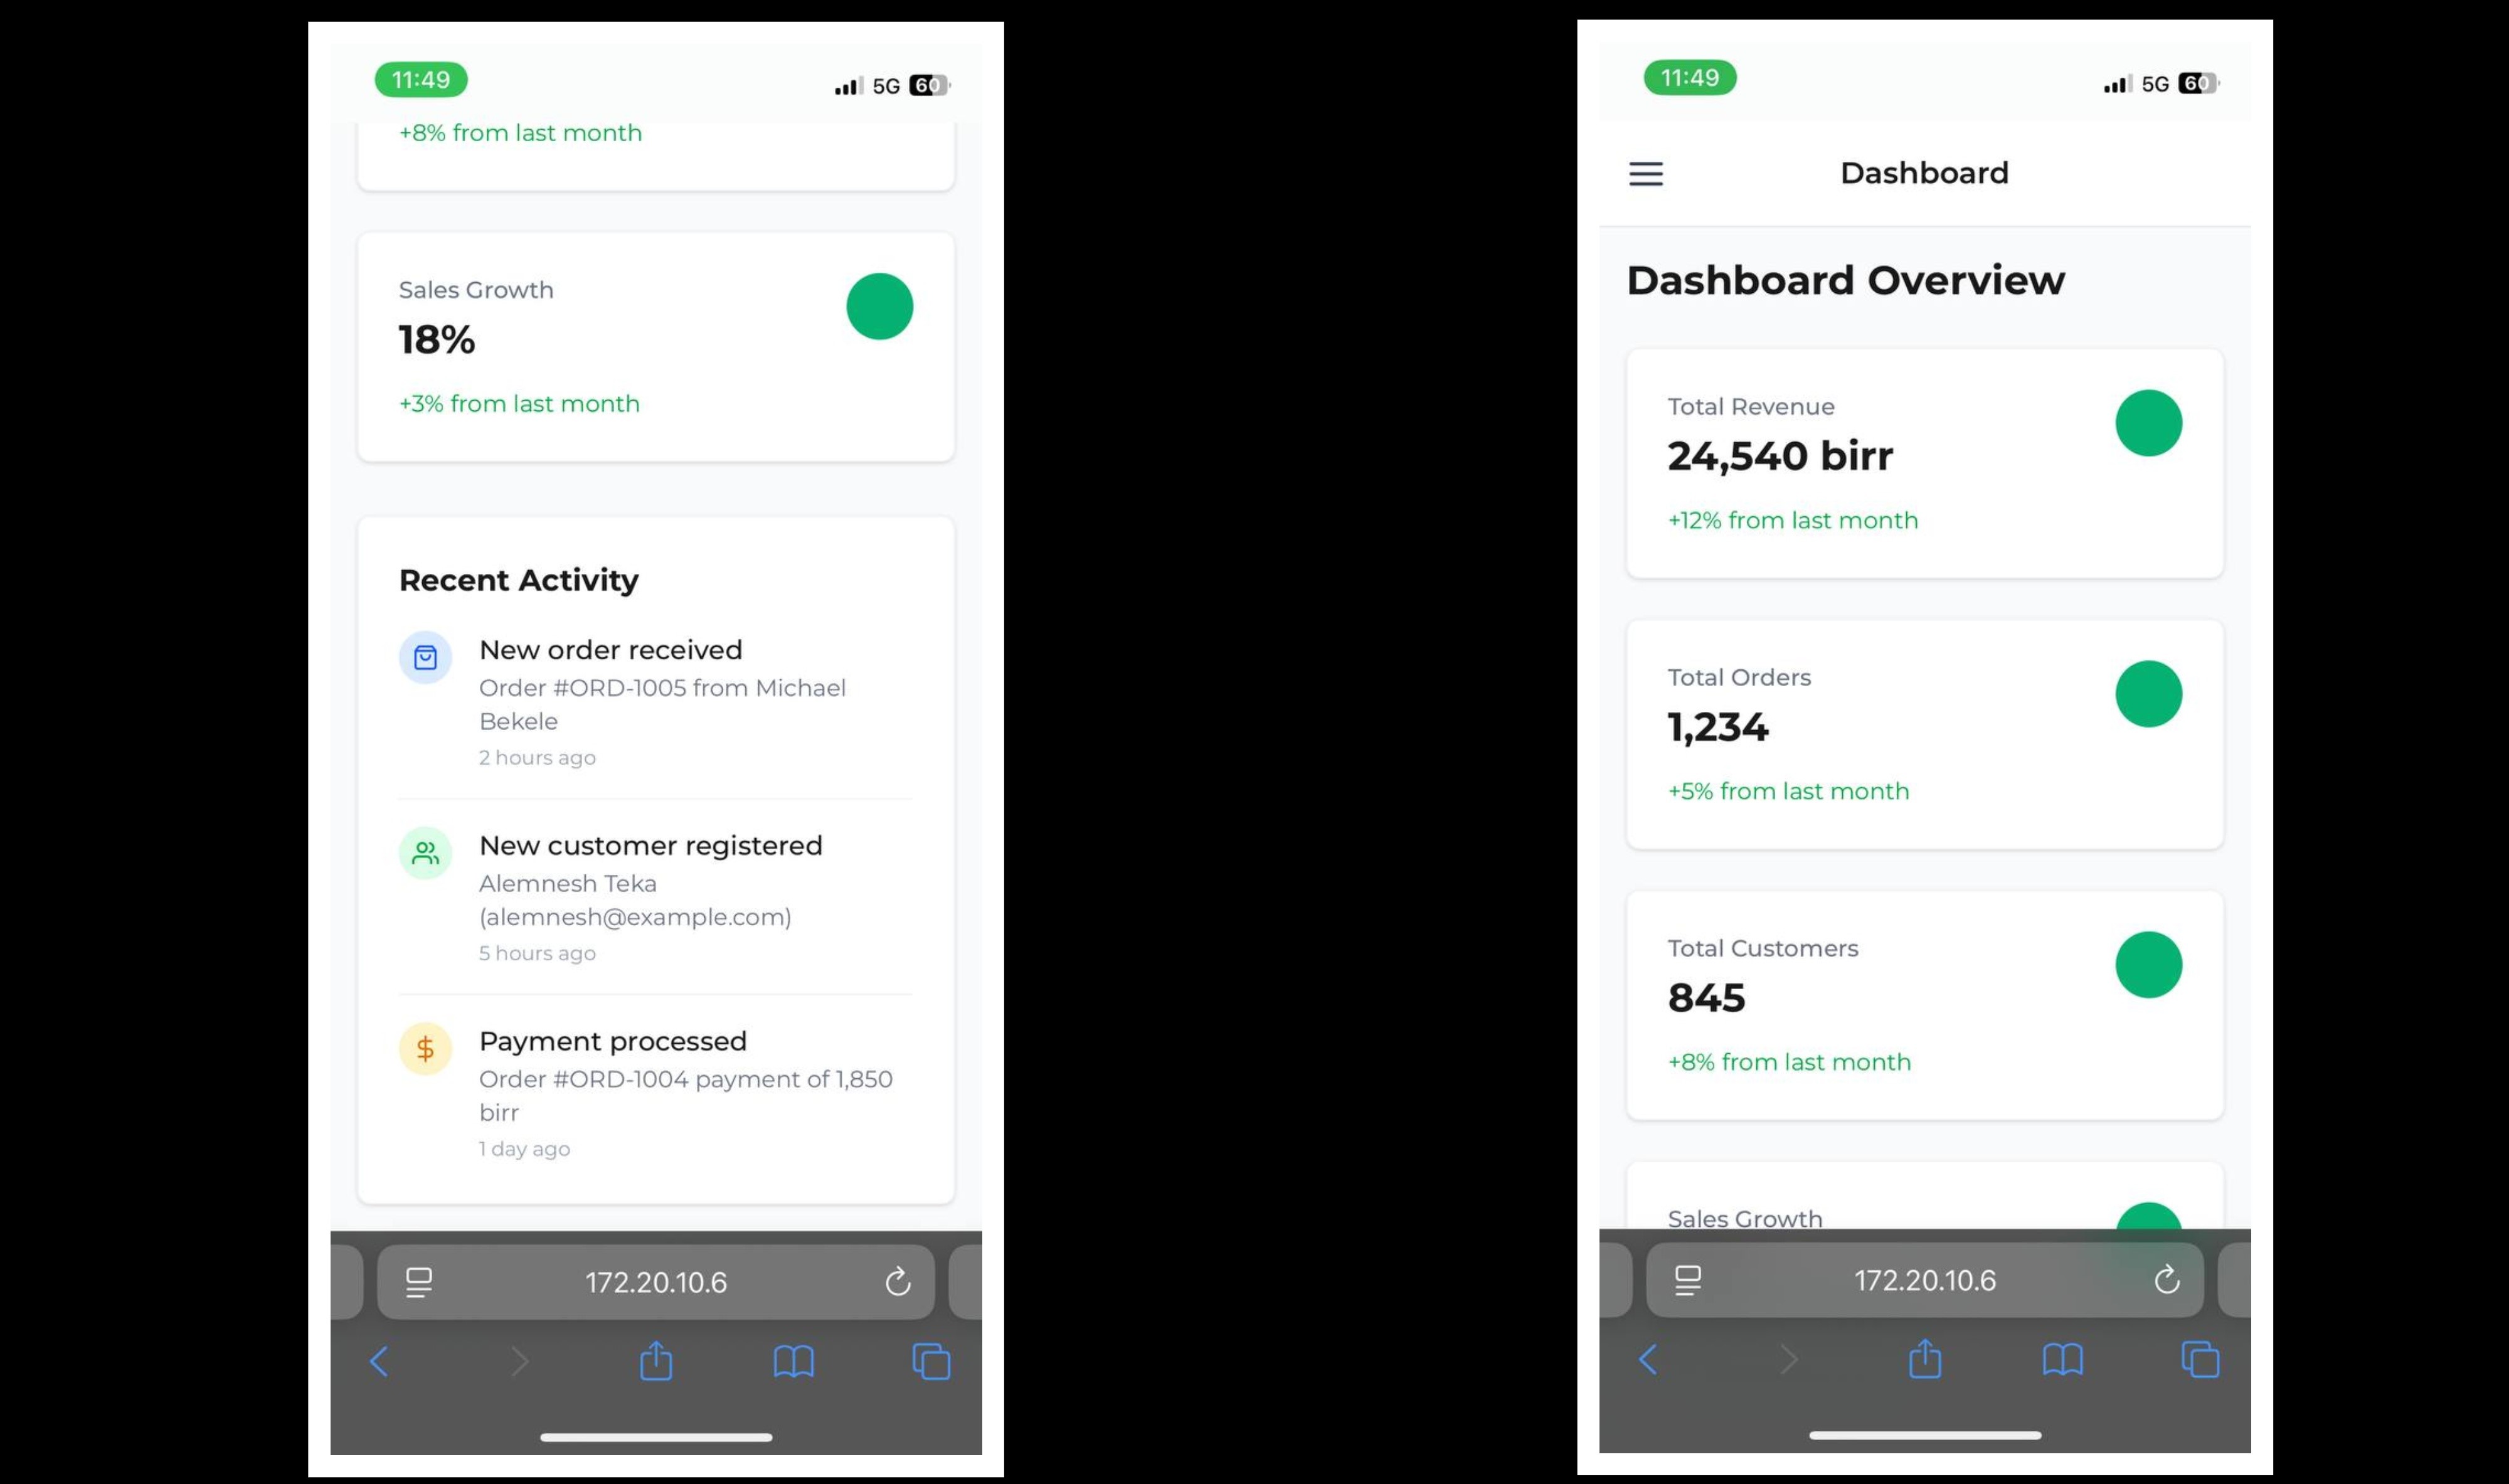 11:49
5G 60
+8% from last month
Sales Growth
18%
+3% from last month
Recent Activity
New order received
Order #ORD-1005 from Michael
Bekele
2 hours ago
New customer registered
Alemnesh Teka
(alemnesh@example.com)
5 hours ago
$
Payment processed
Order #ORD-1004 payment of 1,850
birr
1 day ago
172.20.10.6
11:49
5G 60
Dashboard
Dashboard Overview
Total Revenue
24,540 birr
+12% from last month
Total Orders
1,234
+5% from last month
Total Customers
845
+8% from last month
Sales Growth
172.20.10.6